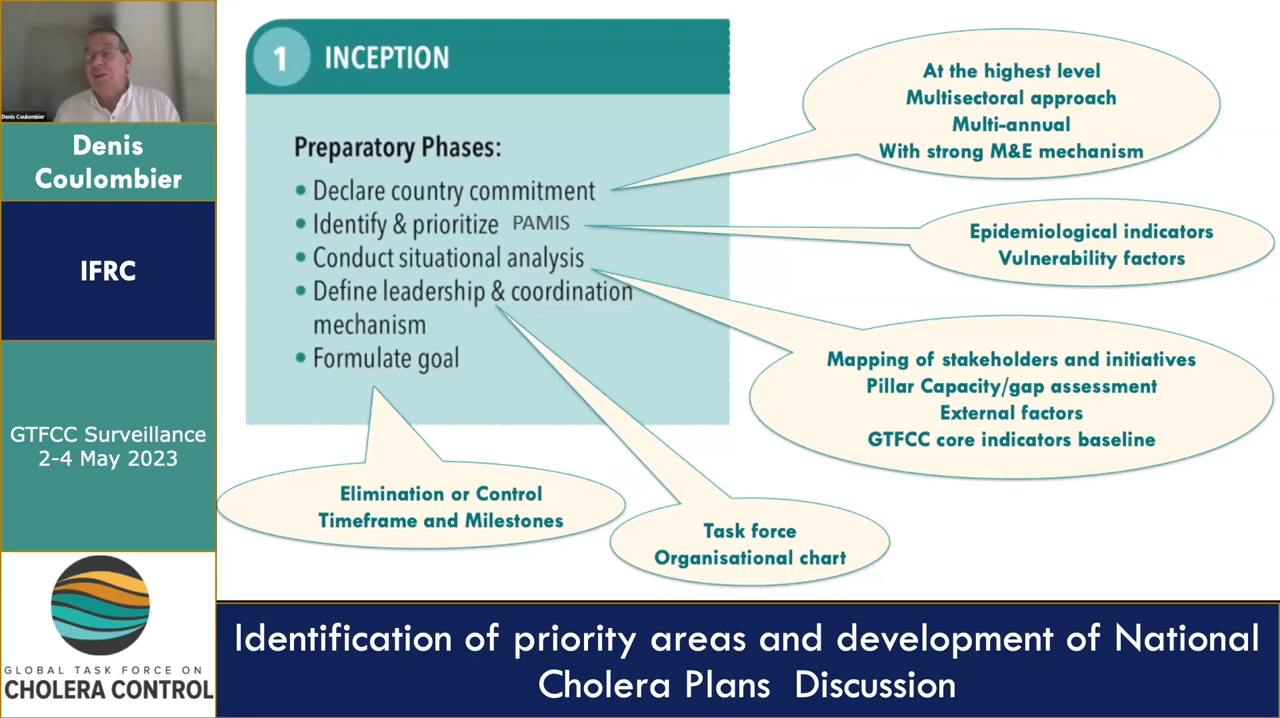 Denis Coulombier
Denis
Coulombier
IFRC
GTFCC Surveillance
2-4 May 2023
GLOBAL TASK FORCE ON
CHOLERA CONTROL
1 INCEPTION
Preparatory Phases:
• Declare country commitment
• Identify & prioritize PAMIS
• Conduct situational analysis
• Define leadership & coordination
mechanism
• Formulate goal
At the highest level
Multisectoral approach
Multi-annual
With strong M&E mechanism
Epidemiological indicators
Vulnerability factors
Mapping of stakeholders and initiatives
Pillar Capacity/gap assessment
External factors
GTFCC core indicators baseline
Task force
Organisational chart
Elimination or Control
Timeframe and Milestones
Identification of priority areas and development of National
Cholera Plans Discussion